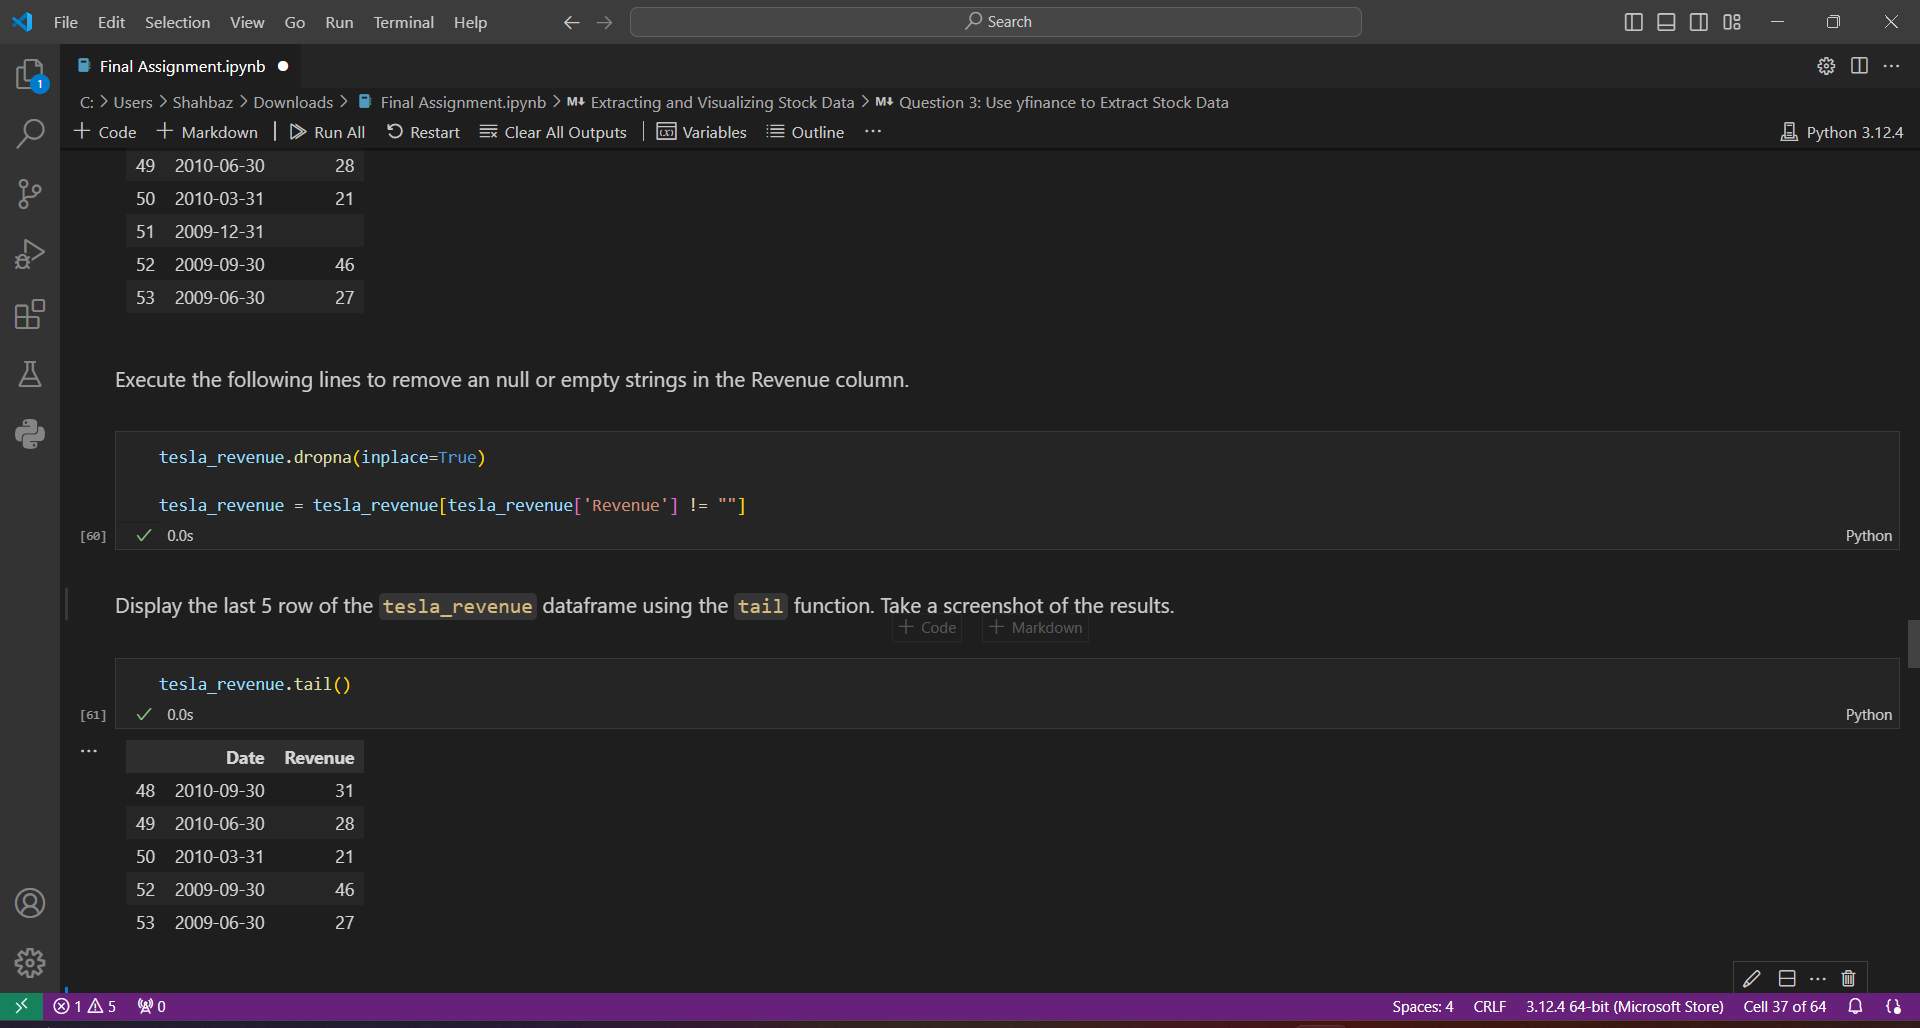 File Edit Selection View Go Run Terminal Help Search
Final Assignment.ipynb
1
C: > Users > Shahbaz > Downloads > Final Assignment.ipynb > M↓ Extracting and Visualizing Stock Data > M↓ Question 3: Use yfinance to Extract Stock Data
+ Code + Markdown Run All Restart Clear All Outputs Variables Outline ··· Python 3.12.4
49 2010-06-30 28
50 2010-03-31 21
51 2009-12-31
52 2009-09-30 46
53 2009-06-30 27
Execute the following lines to remove an null or empty strings in the Revenue column.
tesla_revenue.dropna(inplace=True)
tesla_revenue = tesla_revenue[tesla_revenue['Revenue'] != ""]
[60] ✓ 0.0s Python
Display the last 5 row of the tesla_revenue dataframe using the tail function. Take a screenshot of the results.
+ Code + Markdown
tesla_revenue.tail()
[61] ✓ 0.0s Python
···
Date Revenue
48 2010-09-30 31
49 2010-06-30 28
50 2010-03-31 21
52 2009-09-30 46
53 2009-06-30 27
1 5 0 Spaces: 4 CRLF 3.12.4 64-bit (Microsoft Store) Cell 37 of 64